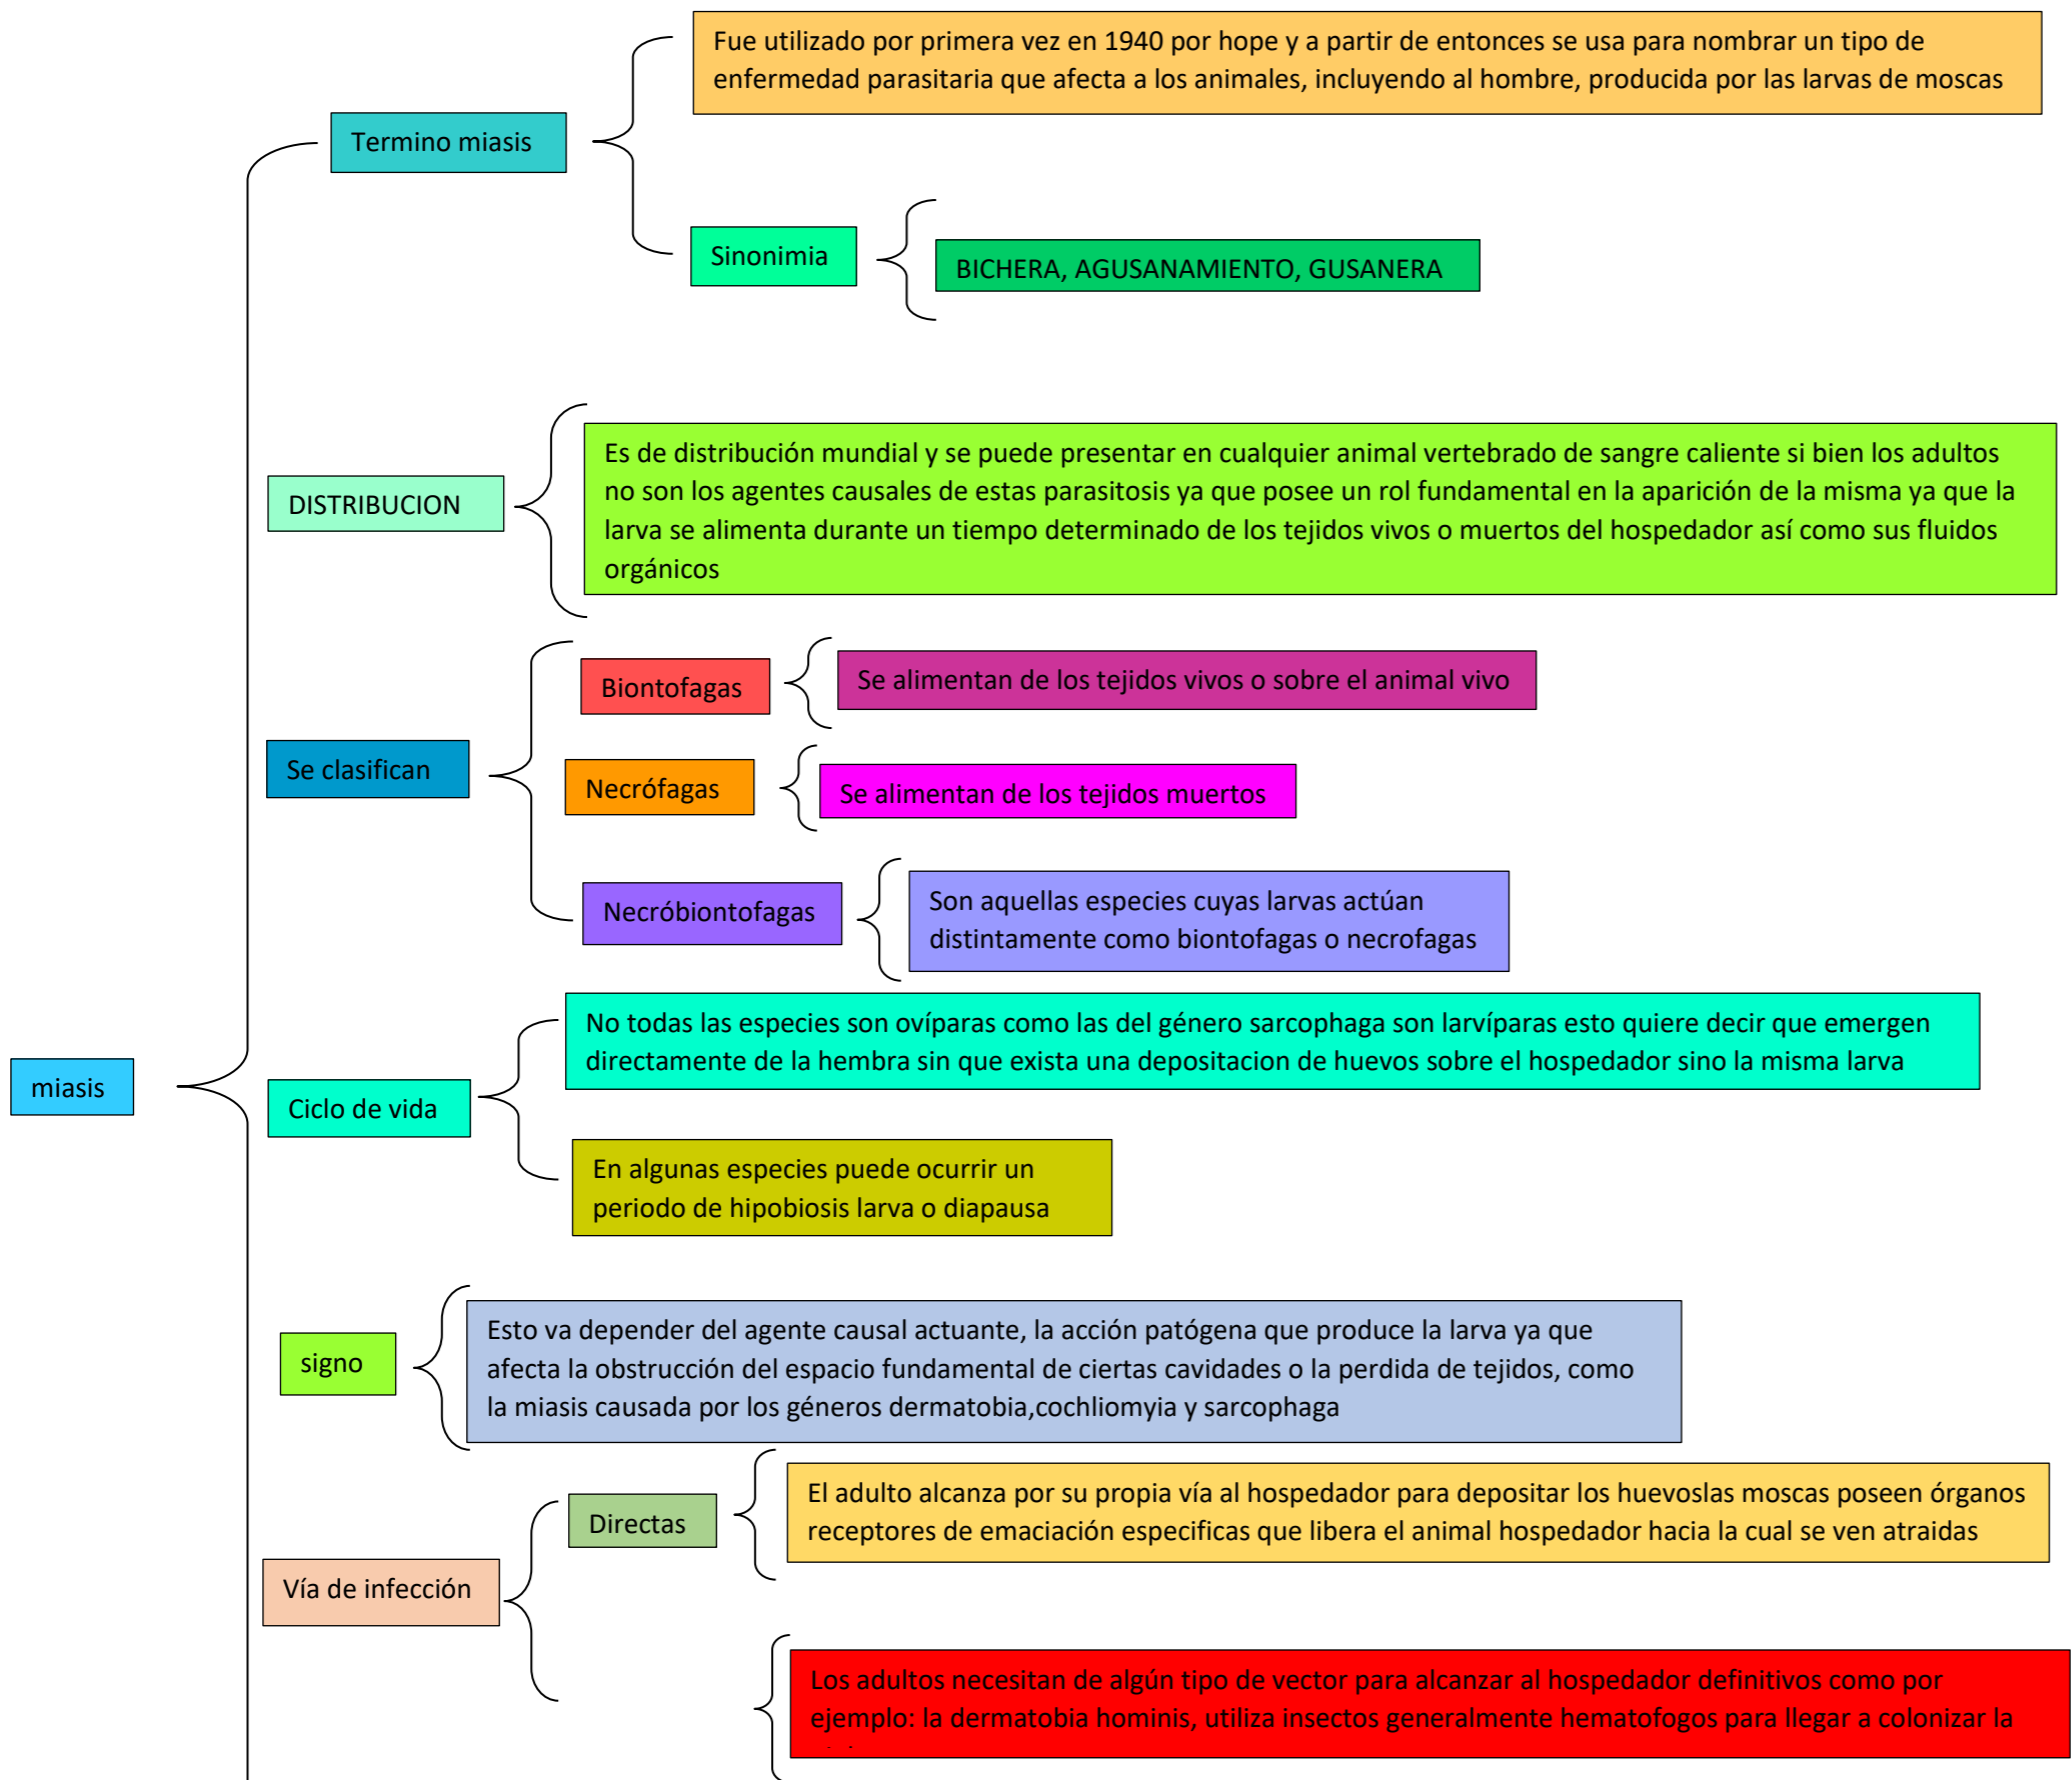 Fue utilizado por primera vez en 1940 por hope y a partir de entonces se usa para nombrar un tipo de
enfermedad parasitaria que afecta a los animales, incluyendo al hombre, producida por las larvas de moscas
Termino miasis
Sinonimia
BICHERA, AGUSANAMIENTO, GUSANERA
DISTRIBUCION
Es de distribución mundial y se puede presentar en cualquier animal vertebrado de sangre caliente si bien los adultos
no son los agentes causales de estas parasitosis ya que posee un rol fundamental en la aparición de la misma ya que la
larva se alimenta durante un tiempo determinado de los tejidos vivos o muertos del hospedador así como sus fluidos
orgánicos
Se clasifican
Biontofagas
Se alimentan de los tejidos vivos o sobre el animal vivo
Necrófagas
Se alimentan de los tejidos muertos
Necróbiontofagas
Son aquellas especies cuyas larvas actúan
distintamente como biontofagas o necrofagas
miasis
Ciclo de vida
No todas las especies son ovíparas como las del género sarcophaga son larvíparas esto quiere decir que emergen
directamente de la hembra sin que exista una depositacion de huevos sobre el hospedador sino la misma larva
En algunas especies puede ocurrir un
periodo de hipobiosis larva o diapausa
signo
Esto va depender del agente causal actuante, la acción patógena que produce la larva ya que
afecta la obstrucción del espacio fundamental de ciertas cavidades o la perdida de tejidos, como
la miasis causada por los géneros dermatobia,cochliomyia y sarcophaga
Vía de infección
Directas
El adulto alcanza por su propia vía al hospedador para depositar los huevoslas moscas poseen órganos
receptores de emaciación especificas que libera el animal hospedador hacia la cual se ven atraidas
Los adultos necesitan de algún tipo de vector para alcanzar al hospedador definitivos como por
ejemplo: la dermatobia hominis, utiliza insectos generalmente hematofogos para llegar a colonizar la